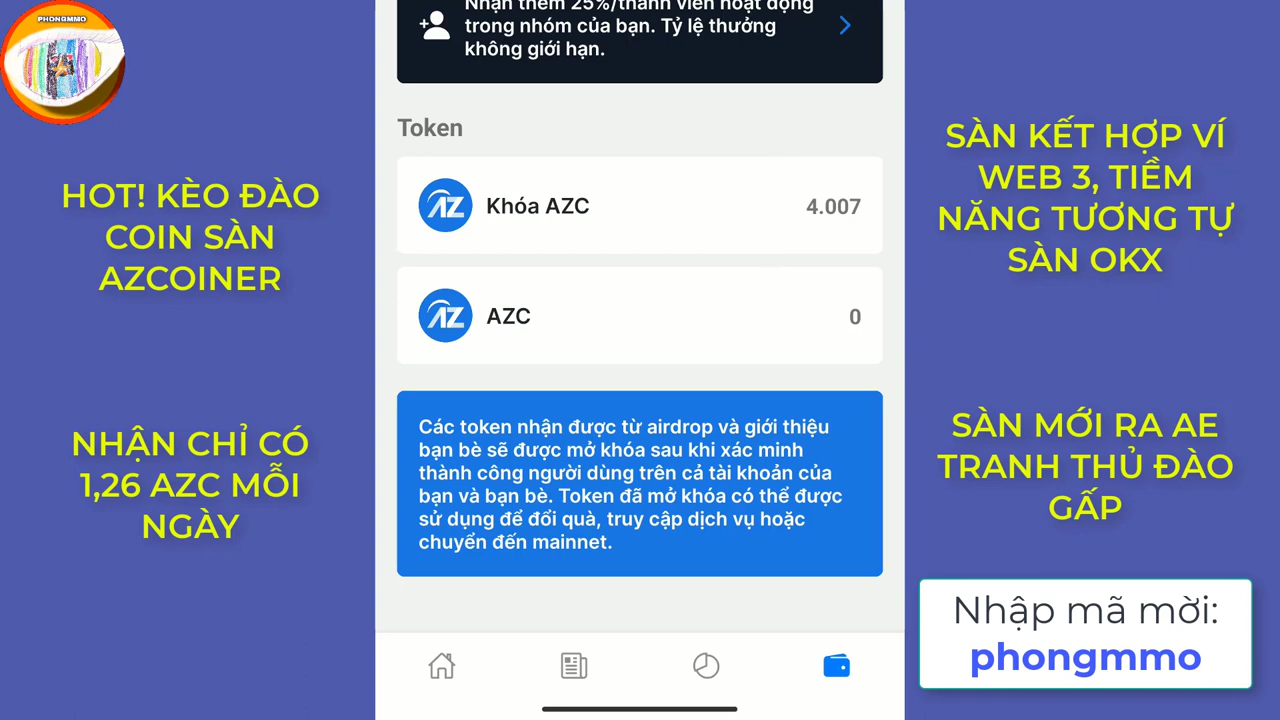 PHONGMMO
HOT! KÈO ĐÀO
COIN SÀN
AZCOINER
NHẬN CHỈ CÓ
1,26 AZC MỖI
NGÀY
Nhận thêm 25%/thành viên hoạt động
trong nhóm của bạn. Tỷ lệ thưởng
không giới hạn.
Token
AZ
Khóa AZC
4.007
AZ
AZC
0
Các token nhận được từ airdrop và giới thiệu
bạn bè sẽ được mở khóa sau khi xác minh
thành công người dùng trên cả tài khoản của
bạn và bạn bè. Token đã mở khóa có thể được
sử dụng để đổi quà, truy cập dịch vụ hoặc
chuyển đến mainnet.
SÀN KẾT HỢP VÍ
WEB 3, TIỀM
NĂNG TƯƠNG TỰ
SÀN OKX
SÀN MỚI RA AE
TRANH THỦ ĐÀO
GẤP
Nhập mã mời:
phongmmo